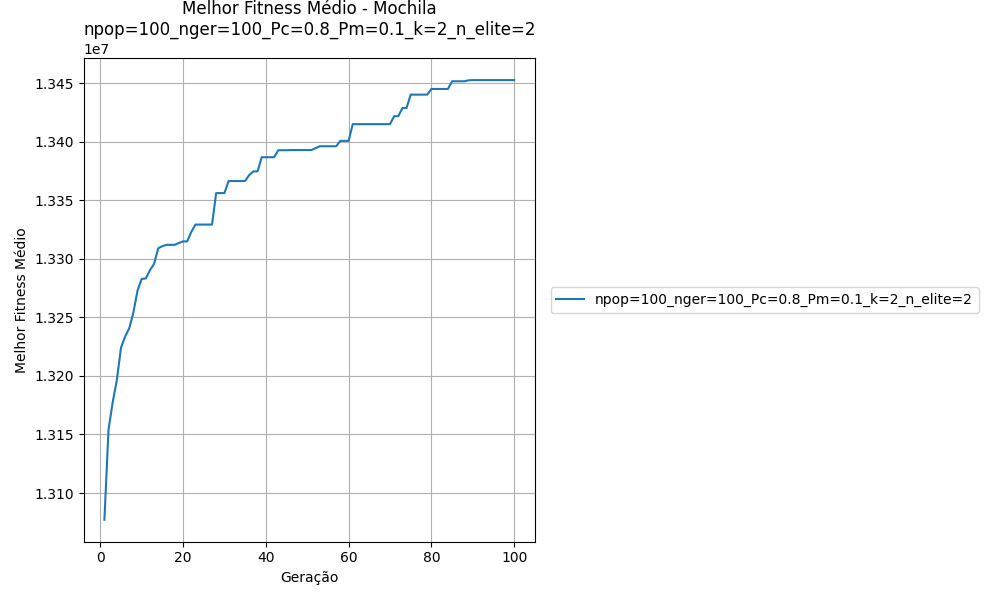 Melhor Fitness Médio - Mochila
npop=100_nger=100_Pc=0.8_Pm=0.1_k=2_n_elite=2
1e7
1.345
1.340
1.335
1.330
1.325
1.320
1.315
1.310
Melhor Fitness Médio
0 20 40 60 80 100
Geração
npop=100_nger=100_Pc=0.8_Pm=0.1_k=2_n_elite=2